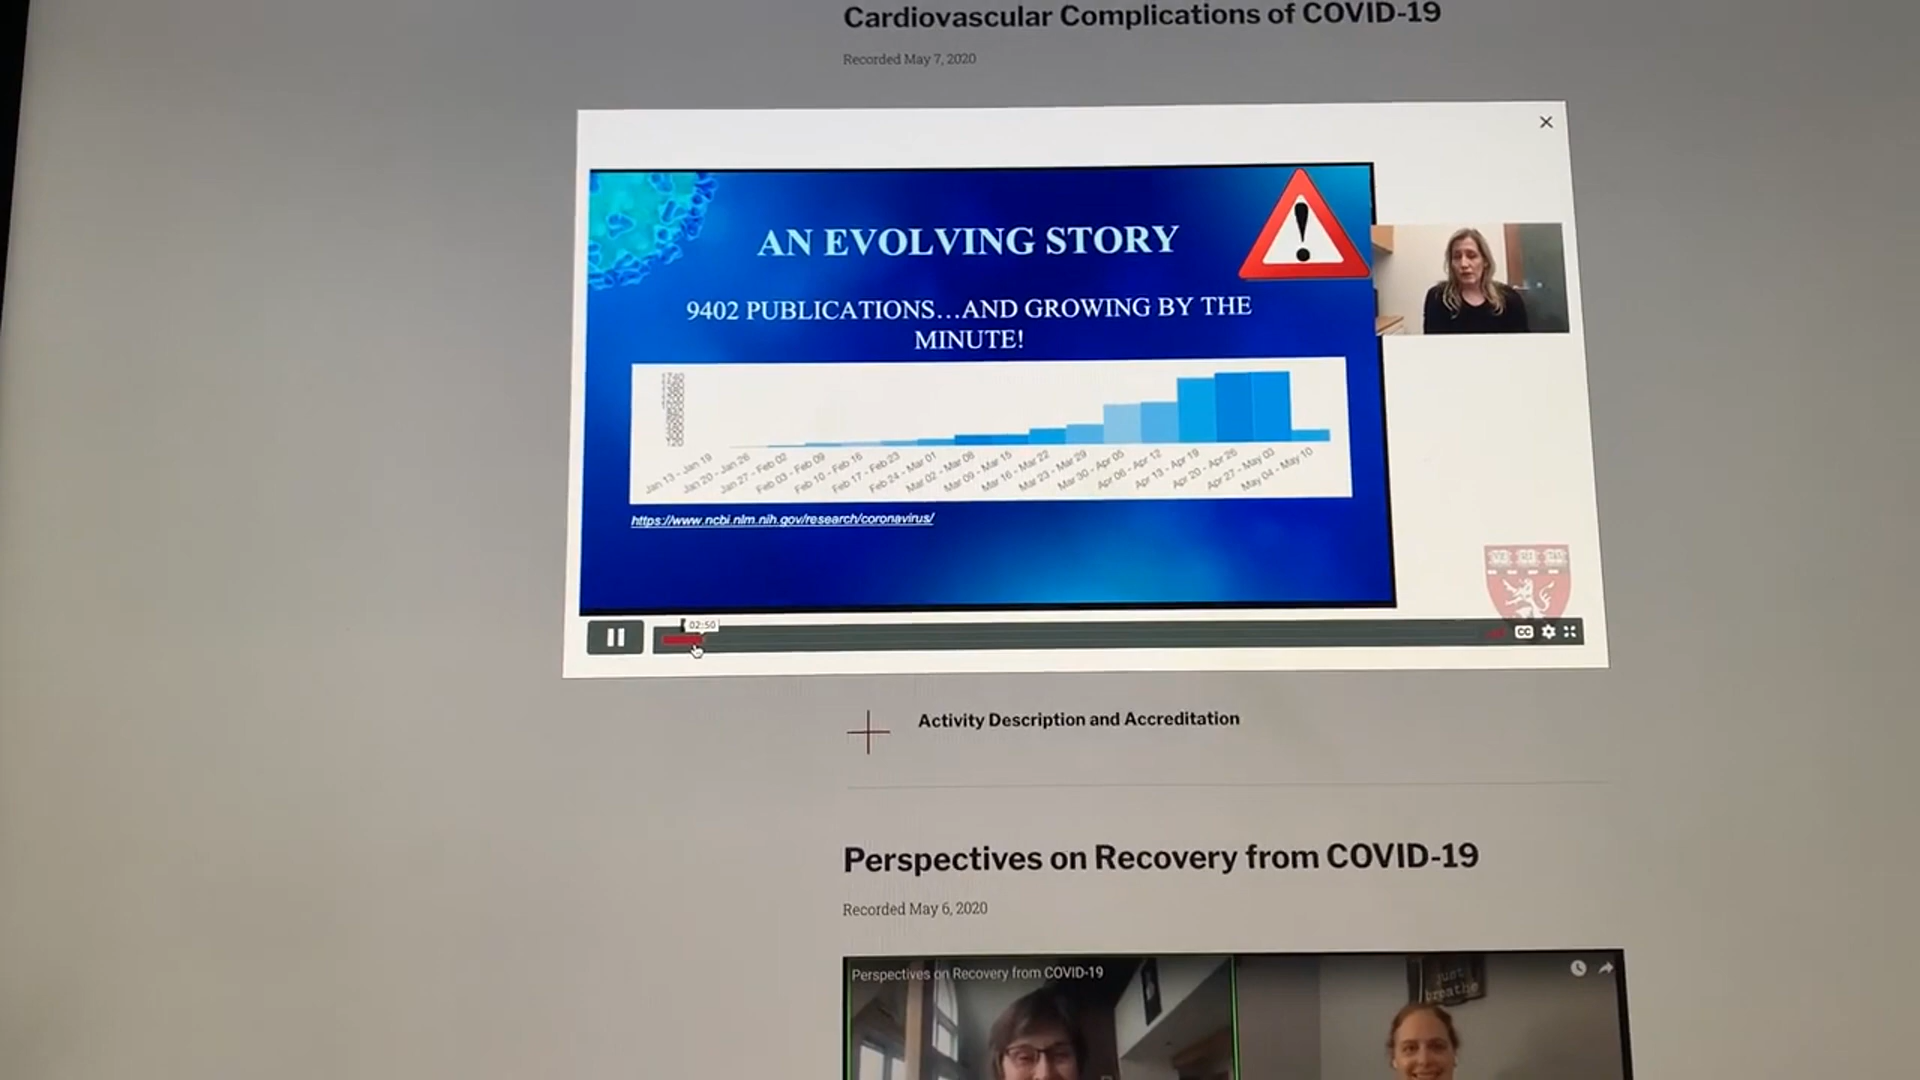 Cardiovascular Complications of COVID-19
Recorded May 7, 2020
AN EVOLVING STORY
9402 PUBLICATIONS…AND GROWING BY THE
MINUTE!
Jan 13 - Jan 19
Jan 20 - Jan 26
Jan 27 - Feb 02
Feb 03 - Feb 09
Feb 10 - Feb 16
Feb 17 - Feb 23
Feb 24 - Mar 01
Mar 02 - Mar 08
Mar 09 - Mar 15
Mar 16 - Mar 22
Mar 23 - Mar 29
Mar 30 - Apr 05
Apr 06 - Apr 12
Apr 13 - Apr 19
Apr 20 - Apr 26
Apr 27 - May 03
May 04 - May 10
https://www.ncbi.nlm.nih.gov/research/coronavirus/
02:50
CC
Activity Description and Accreditation
Perspectives on Recovery from COVID-19
Recorded May 6, 2020
Perspectives on Recovery from COVID-19
just
breathe